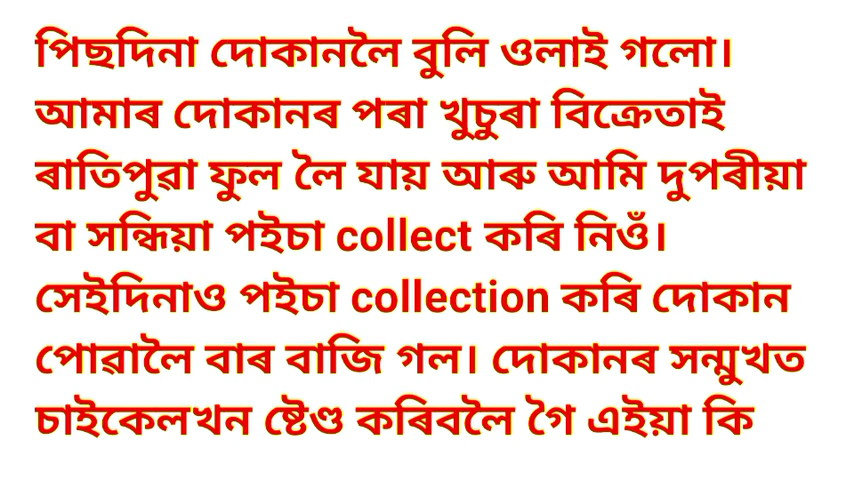 পিছদিনা দোকানলৈ বুলি ওলাই গলো।
আমাৰ দোকানৰ পৰা খুচুৰা বিক্ৰেতাই
ৰাতিপুৱা ফুল লৈ যায় আৰু আমি দুপৰীয়া
বা সন্ধিয়া পইচা collect কৰি নিওঁ।
সেইদিনাও পইচা collection কৰি দোকান
পোৱালৈ বাৰ বাজি গল। দোকানৰ সন্মুখত
চাইকেলখন ষ্টেণ্ড কৰিবলৈ গৈ এইয়া কি